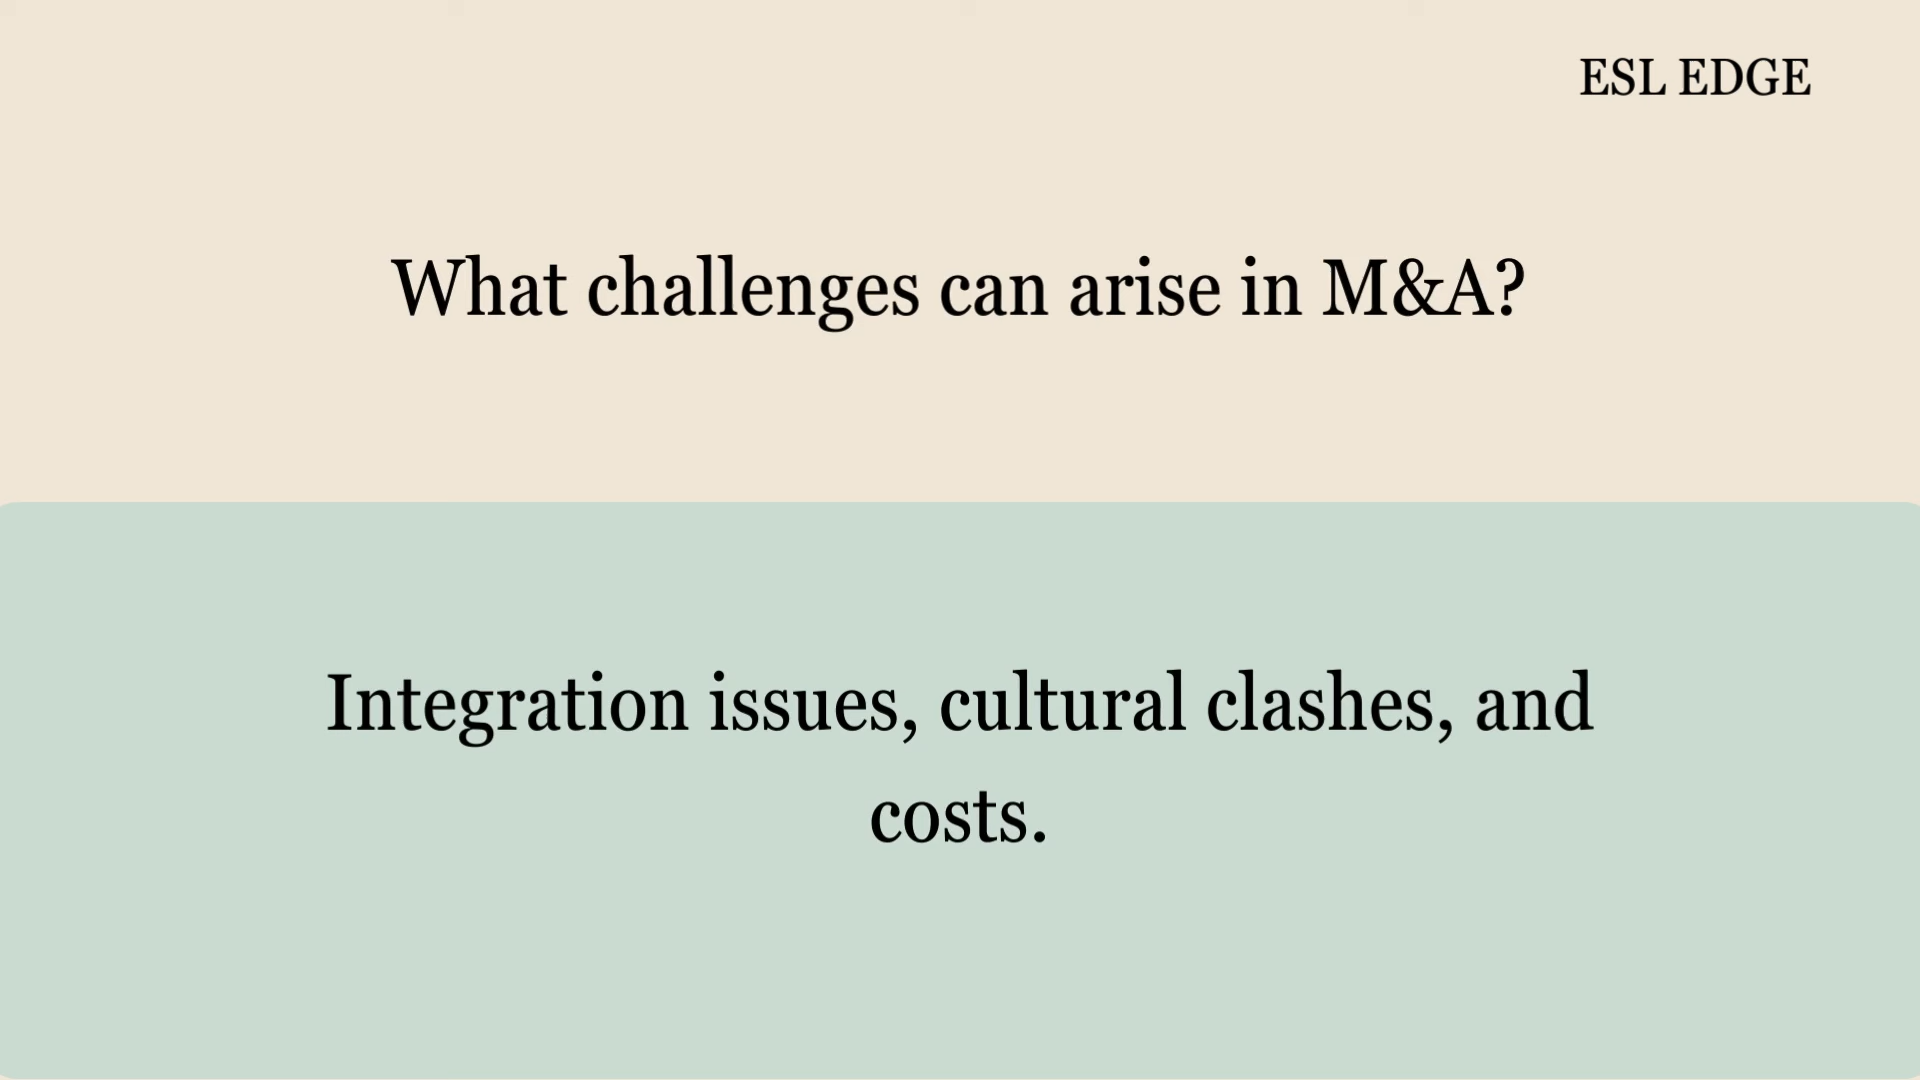 ESL EDGE
What challenges can arise in M&A?
Integration issues, cultural clashes, and
costs.